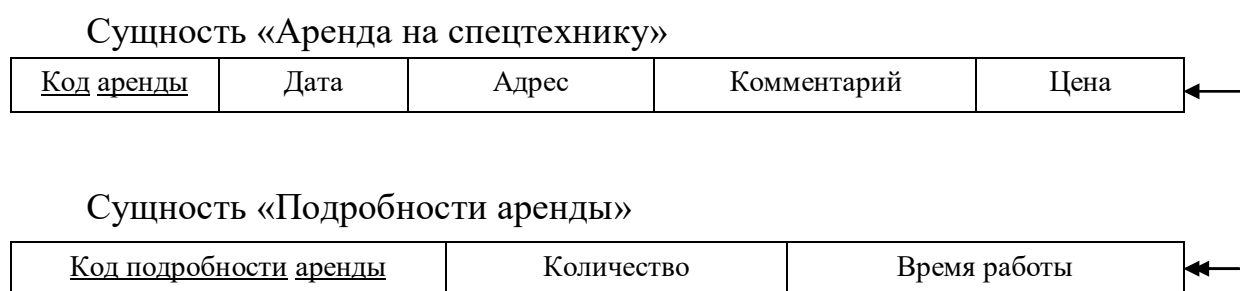 Сущность «Аренда на спецтехнику»
Код аренды Дата Адрес Комментарий Цена
Сущность «Подробности аренды»
Код подробности аренды Количество Время работы